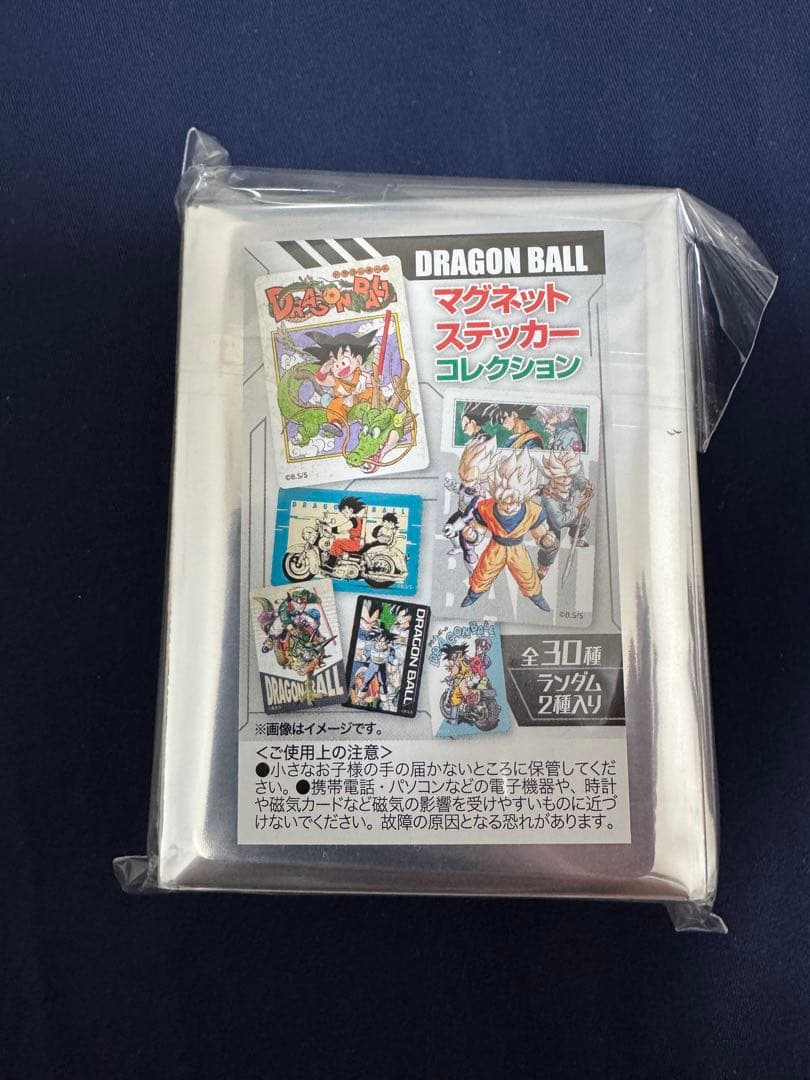 DRAGON BALL
マグネット
ステッカー
コレクション
DRAGON BALL
©B.S/S
DRAGON BALL
©B.S/S
DRAGON BALL
DRAGON BALL
DRAGON BALL
全30種
ランダム
2種入り
※画像はイメージです。
＜ご使用上の注意＞
●小さなお子様の手の届かないところに保管してくだ
さい。●携帯電話・パソコンなどの電子機器や、時計
や磁気カードなど磁気の影響を受けやすいものに近づ
けないでください。故障の原因となる恐れがあります。